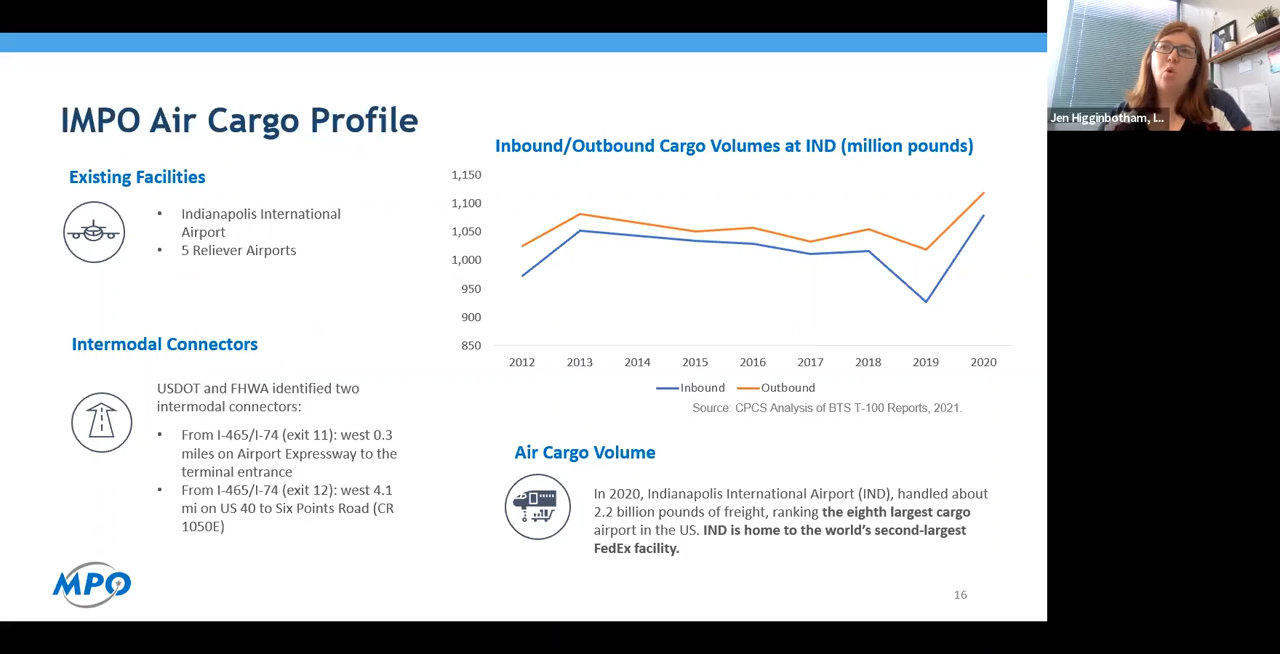 IMPO Air Cargo Profile
Existing Facilities
• Indianapolis International
Airport
• 5 Reliever Airports
Intermodal Connectors
USDOT and FHWA identified two
intermodal connectors:
• From I-465/I-74 (exit 11): west 0.3
miles on Airport Expressway to the
terminal entrance
• From I-465/I-74 (exit 12): west 4.1
mi on US 40 to Six Points Road (CR
1050E)
MPO
Inbound/Outbound Cargo Volumes at IND (million pounds)
1,150
1,100
1,050
1,000
950
900
850
2012 2013 2014 2015 2016 2017 2018 2019 2020
Inbound Outbound
Source: CPCS Analysis of BTS T-100 Reports, 2021.
Air Cargo Volume
In 2020, Indianapolis International Airport (IND), handled about
2.2 billion pounds of freight, ranking the eighth largest cargo
airport in the US. IND is home to the world’s second-largest
FedEx facility.
16
Jen Higginbotham, I...